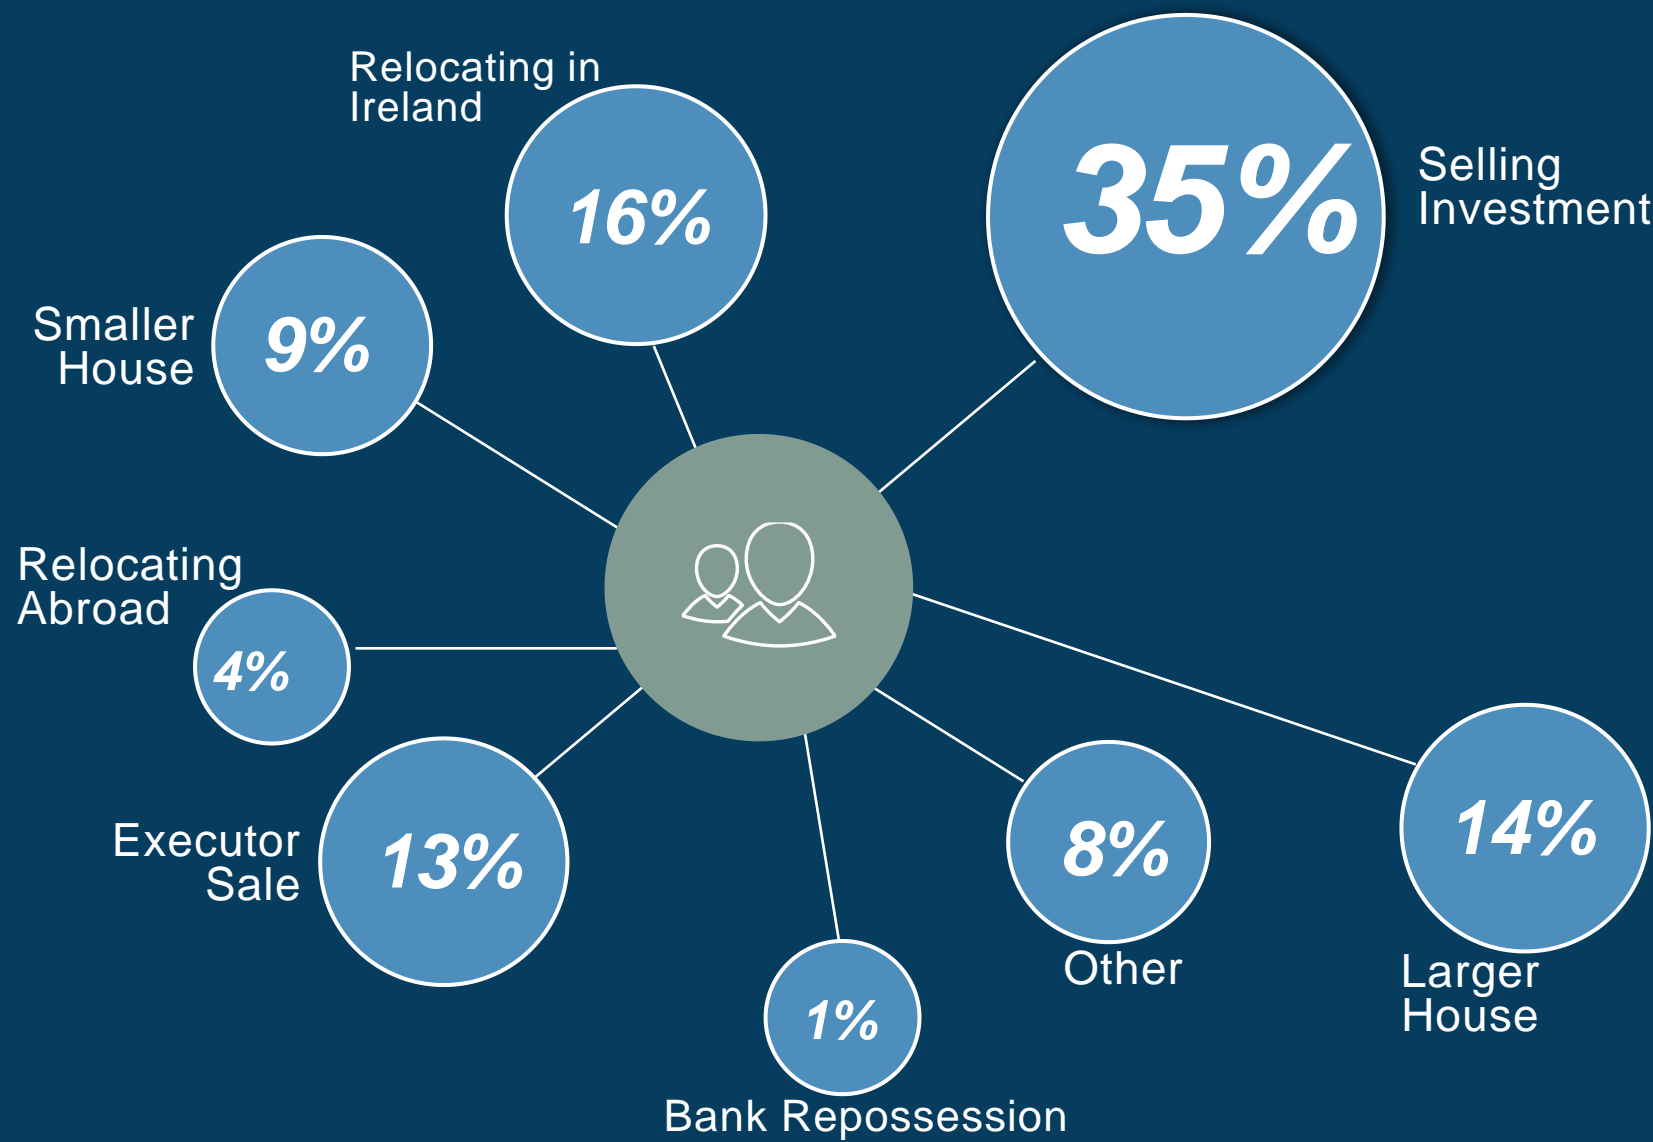 Relocating in
Ireland
16%
35%
Selling
Investment
Smaller
House
9%
Relocating
Abroad
4%
Executor
Sale
13%
8%
Other
14%
Larger
House
1%
Bank Repossession